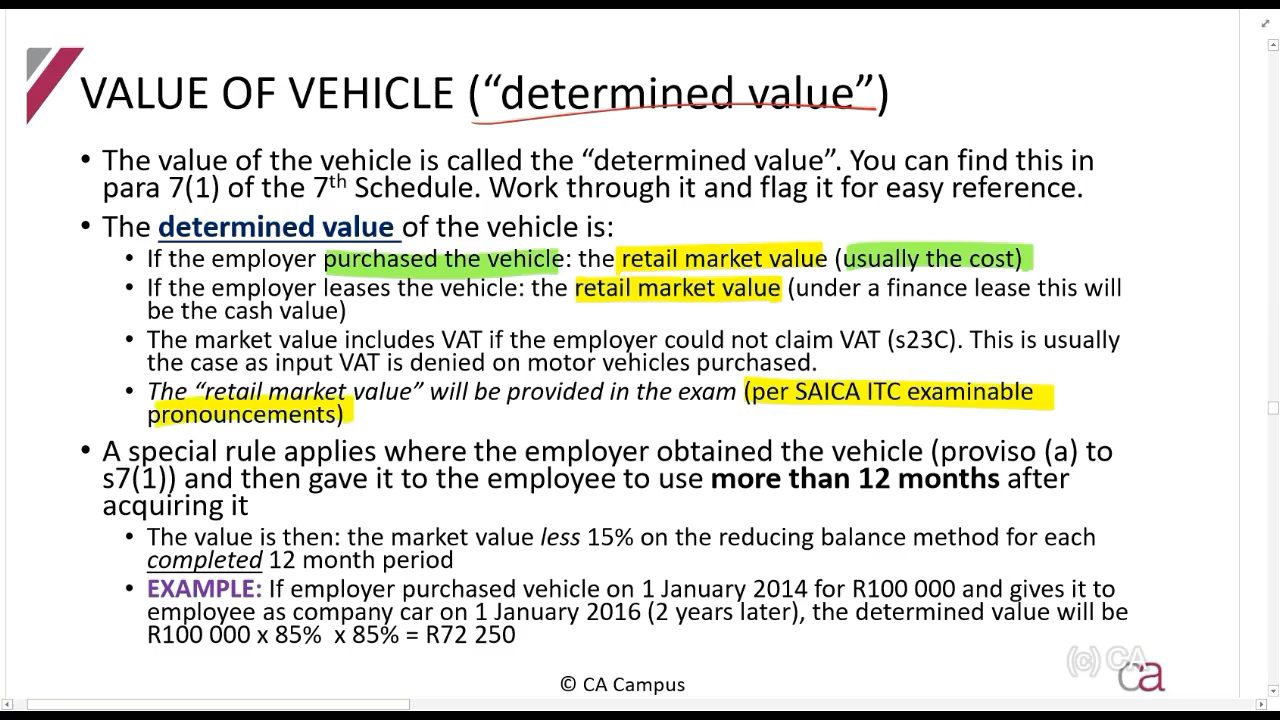 VALUE OF VEHICLE (“determined value”)
• The value of the vehicle is called the “determined value”. You can find this in
para 7(1) of the 7th Schedule. Work through it and flag it for easy reference.
• The determined value of the vehicle is:
• If the employer purchased the vehicle: the retail market value (usually the cost)
• If the employer leases the vehicle: the retail market value (under a finance lease this will
be the cash value)
• The market value includes VAT if the employer could not claim VAT (s23C). This is usually
the case as input VAT is denied on motor vehicles purchased.
• The “retail market value” will be provided in the exam (per SAICA ITC examinable
pronouncements)
• A special rule applies where the employer obtained the vehicle (proviso (a) to
s7(1)) and then gave it to the employee to use more than 12 months after
acquiring it
• The value is then: the market value less 15% on the reducing balance method for each
completed 12 month period
• EXAMPLE: If employer purchased vehicle on 1 January 2014 for R100 000 and gives it to
employee as company car on 1 January 2016 (2 years later), the determined value will be
R100 000 x 85%  x 85% = R72 250
(c) CA
ca
© CA Campus